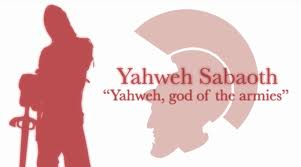 Yahweh Sabaoth
“Yahweh, god of the armies”